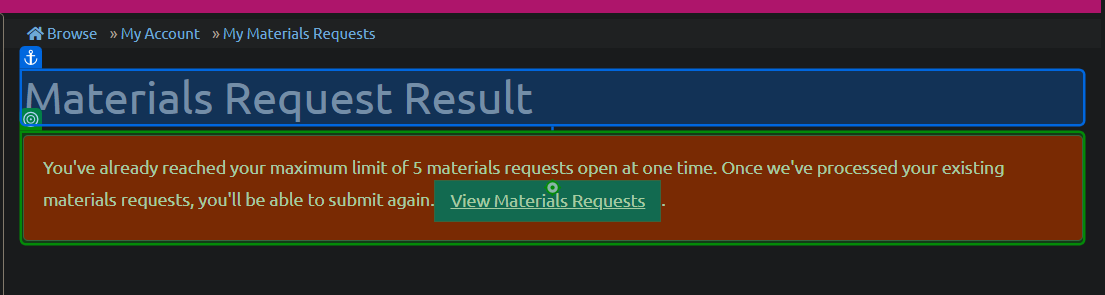 Browse » My Account » My Materials Requests
Materials Request Result
You've already reached your maximum limit of 5 materials requests open at one time. Once we've processed your existing
materials requests, you'll be able to submit again. View Materials Requests .